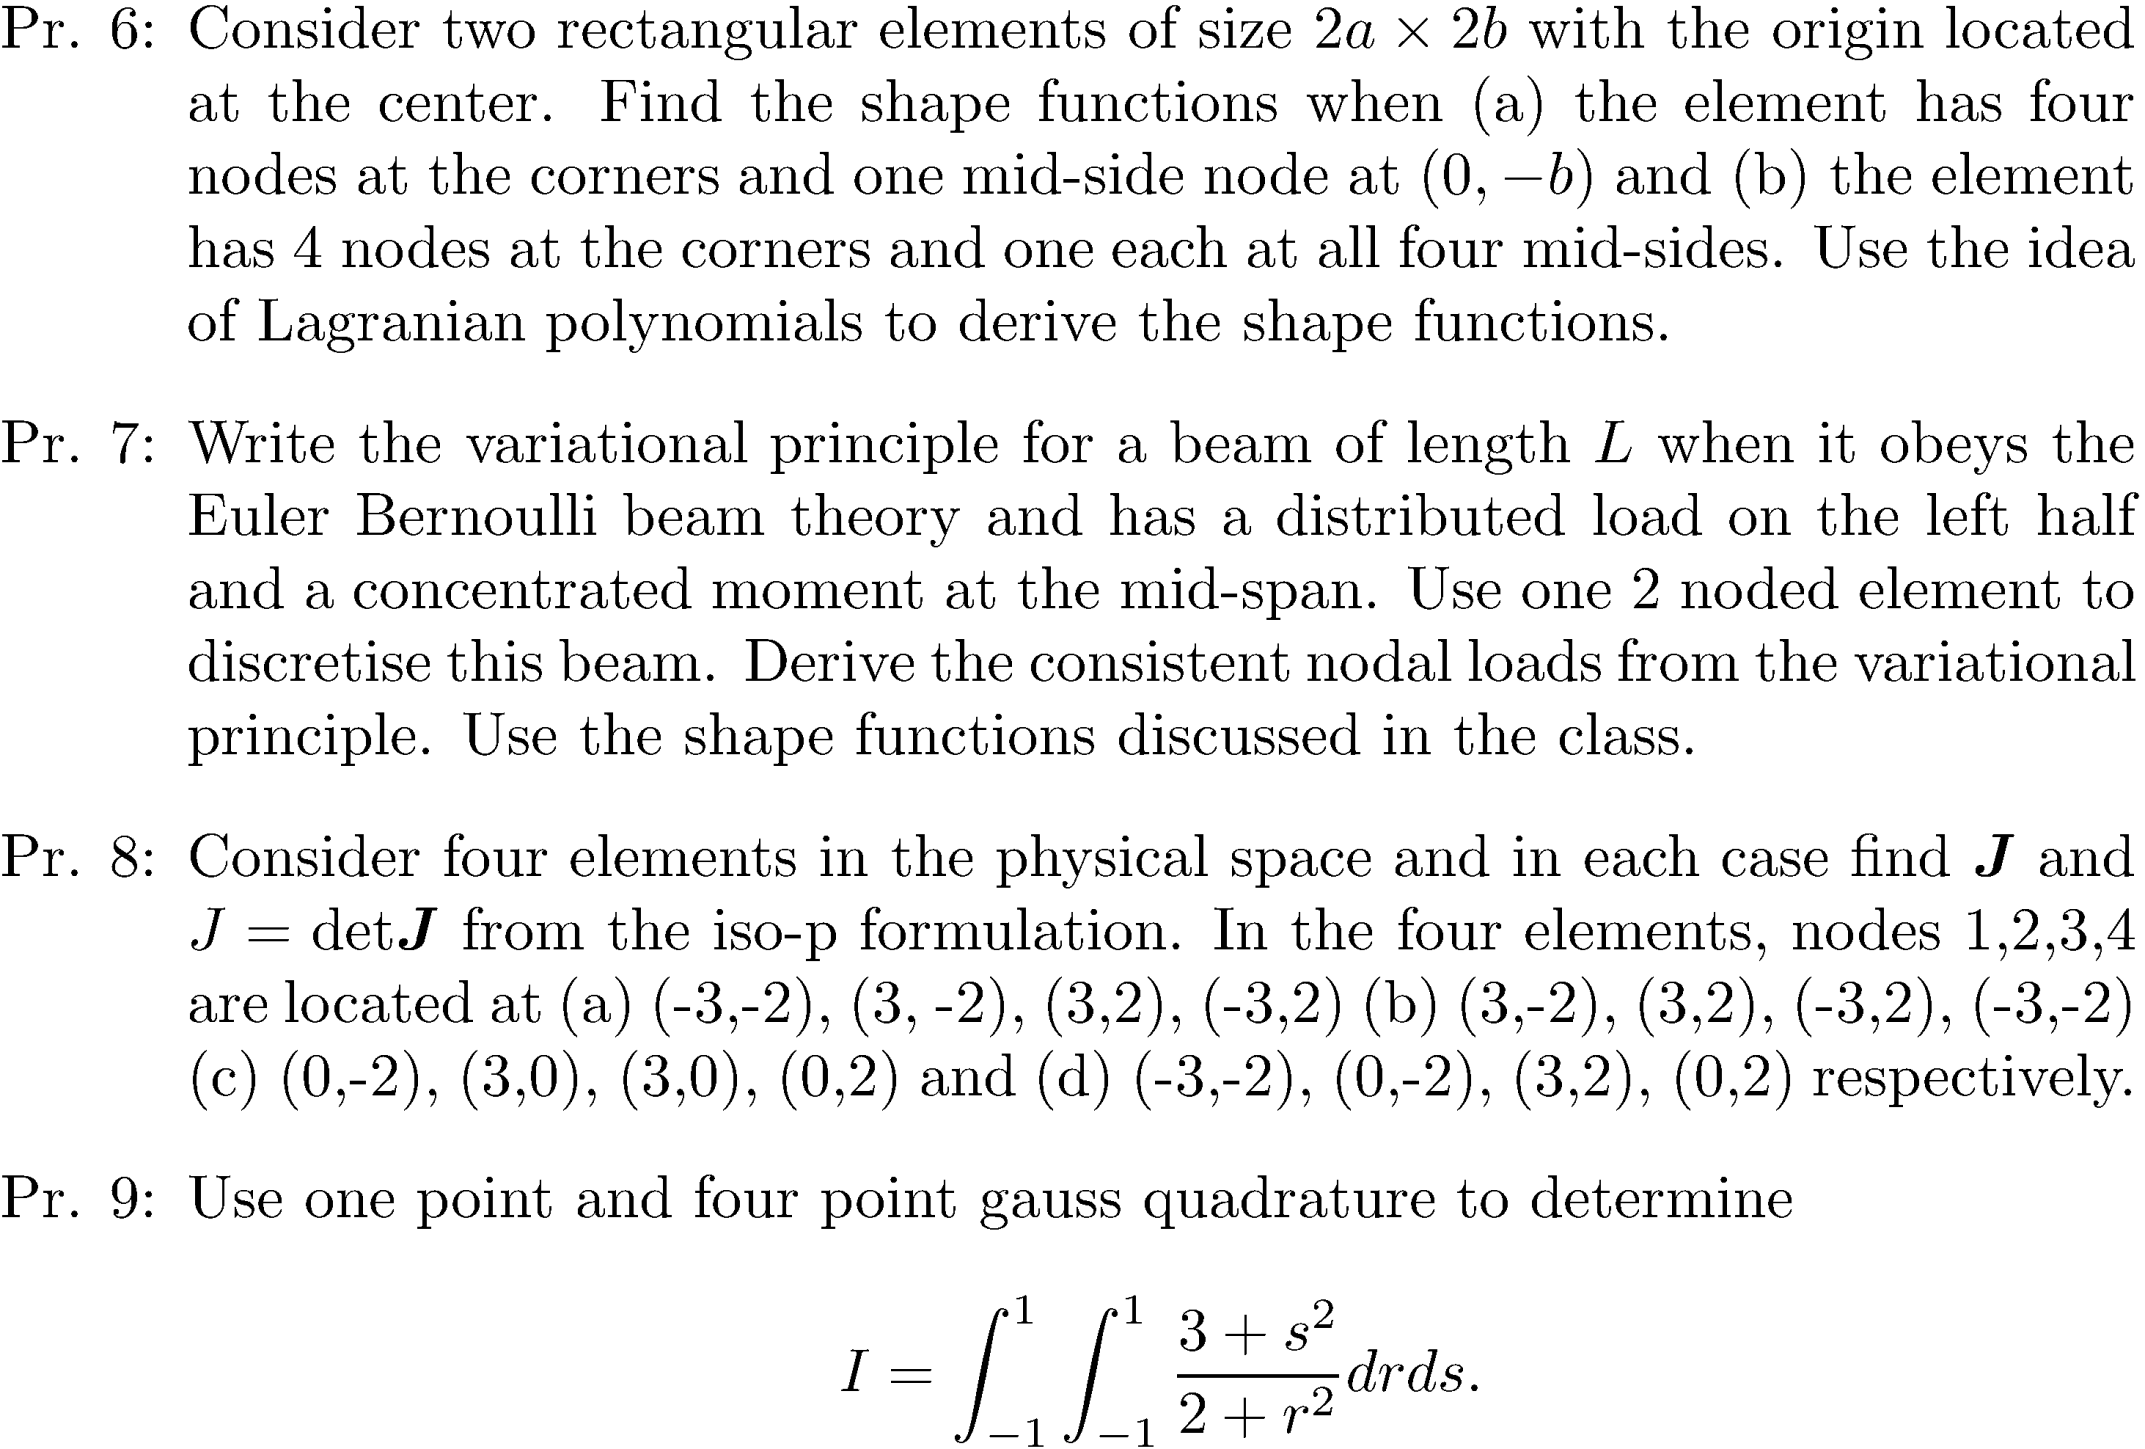 Pr. 6: Consider two rectangular elements of size 2a × 2b with the origin located
at the center. Find the shape functions when (a) the element has four
nodes at the corners and one mid-side node at (0, −b) and (b) the element
has 4 nodes at the corners and one each at all four mid-sides. Use the idea
of Lagranian polynomials to derive the shape functions.
Pr. 7: Write the variational principle for a beam of length L when it obeys the
Euler Bernoulli beam theory and has a distributed load on the left half
and a concentrated moment at the mid-span. Use one 2 noded element to
discretise this beam. Derive the consistent nodal loads from the variational
principle. Use the shape functions discussed in the class.
Pr. 8: Consider four elements in the physical space and in each case find J and
J = detJ from the iso-p formulation. In the four elements, nodes 1,2,3,4
are located at (a) (-3,-2), (3, -2), (3,2), (-3,2) (b) (3,-2), (3,2), (-3,2), (-3,-2)
(c) (0,-2), (3,0), (3,0), (0,2) and (d) (-3,-2), (0,-2), (3,2), (0,2) respectively.
Pr. 9: Use one point and four point gauss quadrature to determine
I = ∫_{−1}^{1} ∫_{−1}^{1} \frac{3 + s^2}{2 + r^2} drds.